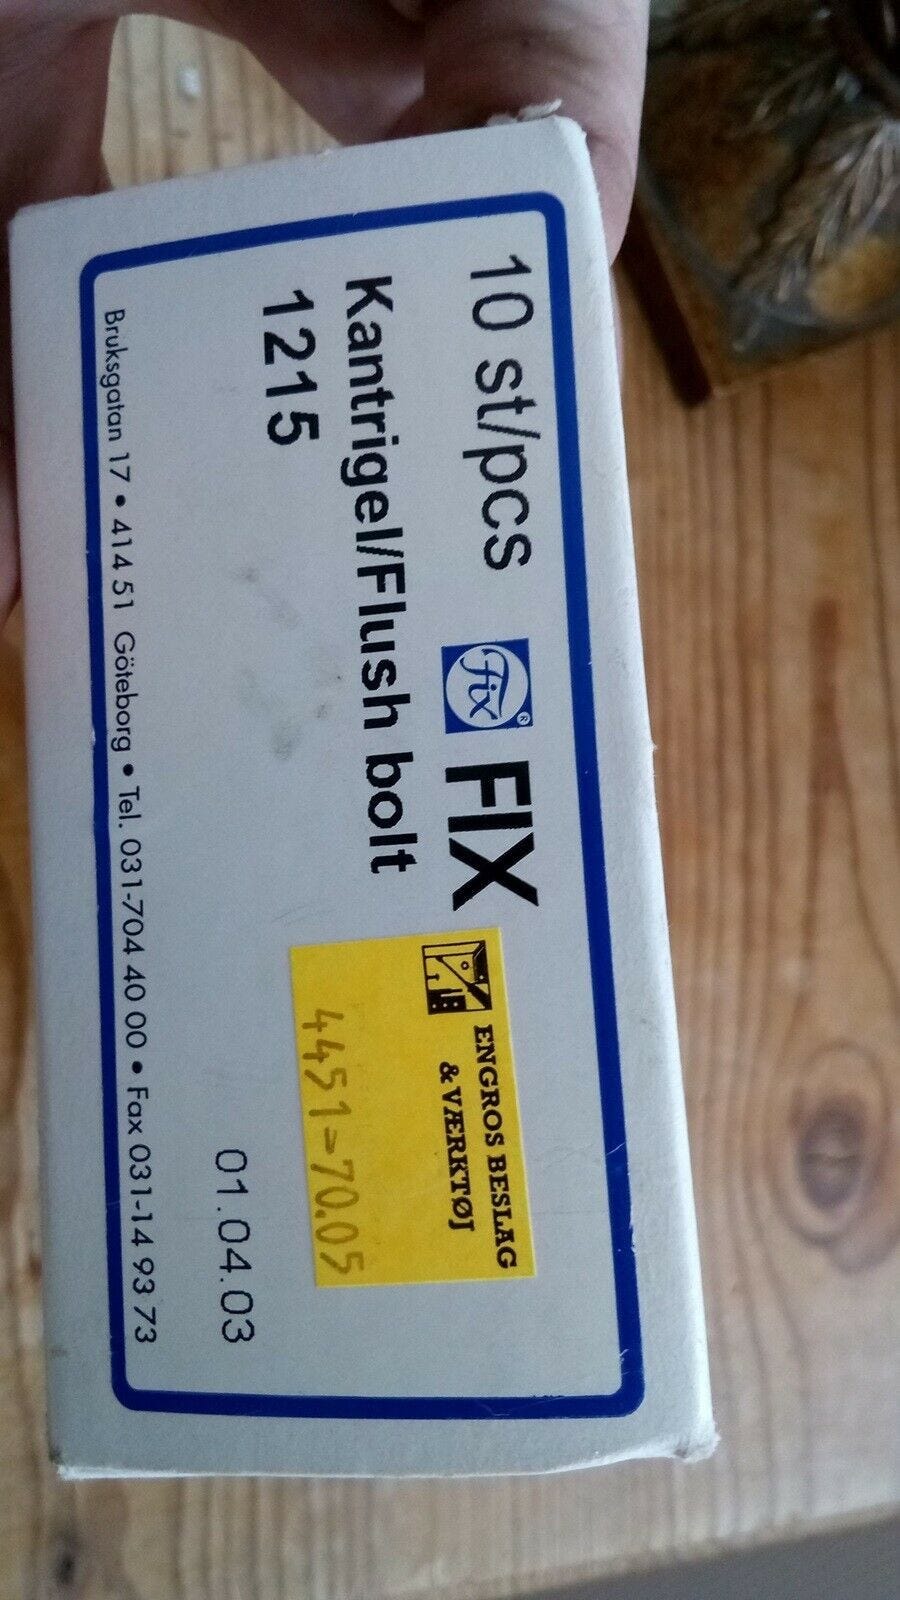 10 st/pcs
fix®
FIX
Kantrigel/Flush bolt
1215
ENGROS BESLAG
& VÆRKTØJ
4451=70.05
01.04.03
Bruksgatan 17 • 414 51 Göteborg • Tel. 031-704 40 00 • Fax 031-14 93 73